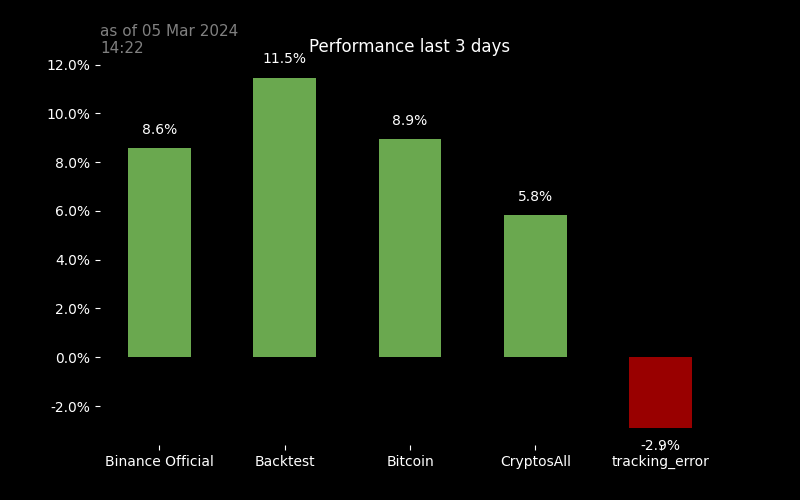 as of 05 Mar 2024
14:22
Performance last 3 days
12.0%
10.0%
8.0%
6.0%
4.0%
2.0%
0.0%
-2.0%
8.6%
11.5%
8.9%
5.8%
-2.9%
Binance Official
Backtest
Bitcoin
CryptosAll
tracking_error